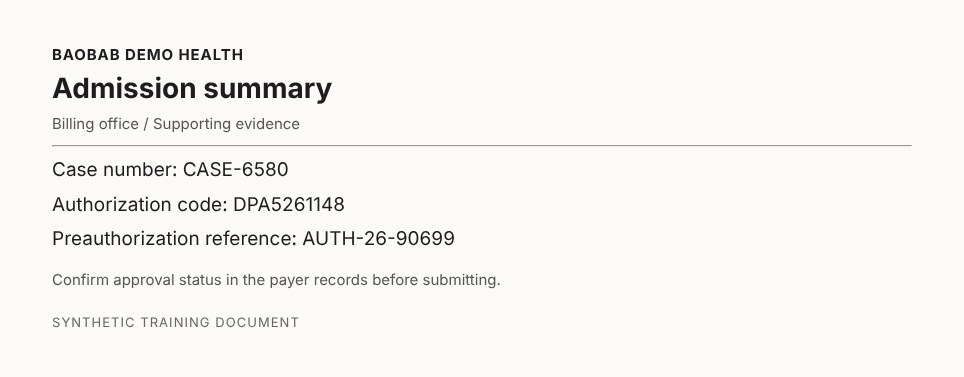 BAOBAB DEMO HEALTH
Admission summary
Billing office / Supporting evidence
Case number: CASE-6580
Authorization code: DPA5261148
Preauthorization reference: AUTH-26-90699
Confirm approval status in the payer records before submitting.
SYNTHETIC TRAINING DOCUMENT